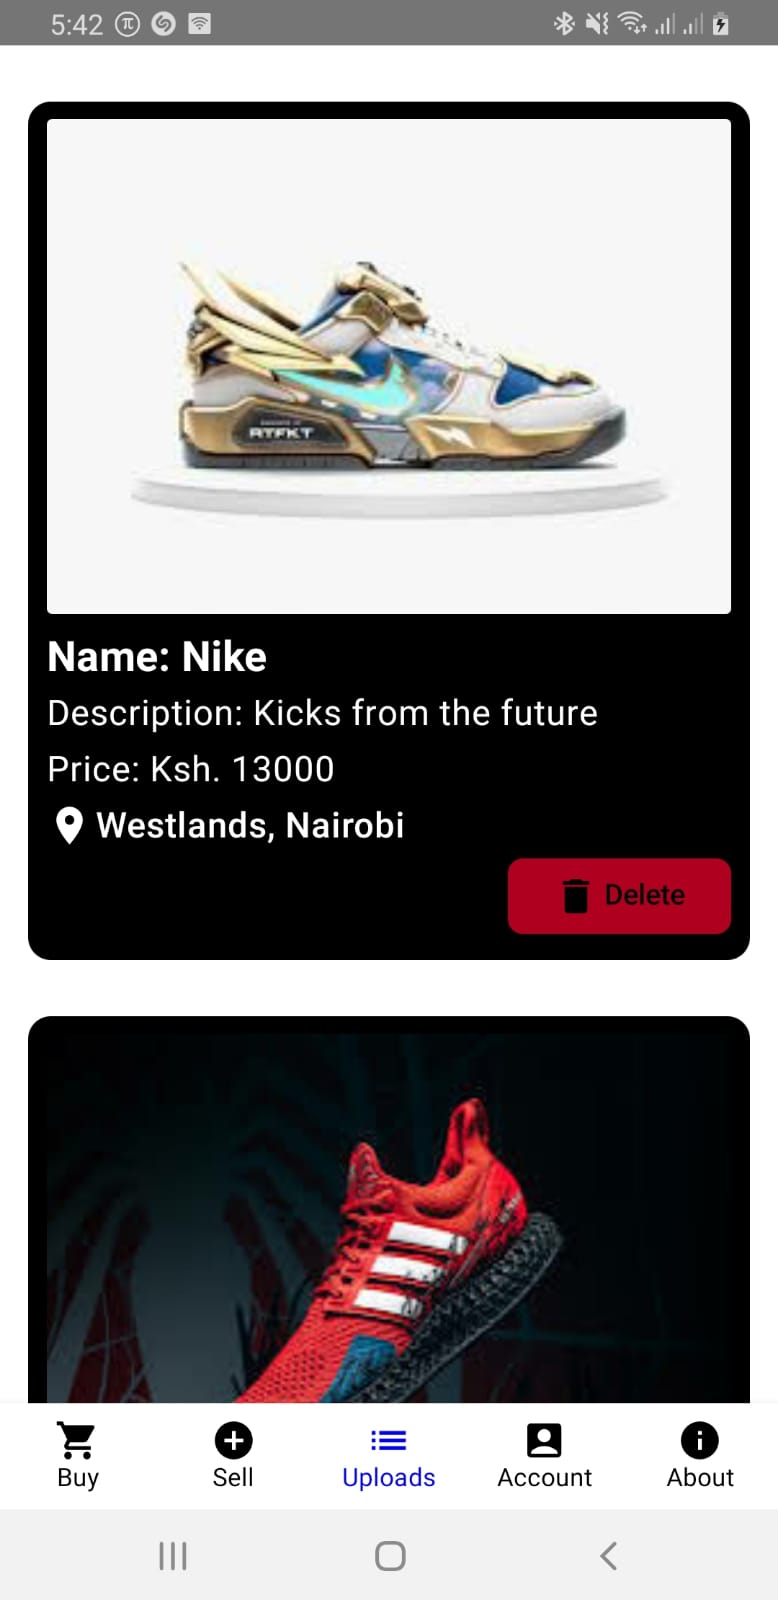 5:42
RTFKT
Name: Nike
Description: Kicks from the future
Price: Ksh. 13000
Westlands, Nairobi
Delete
Buy
Sell
Uploads
Account
About